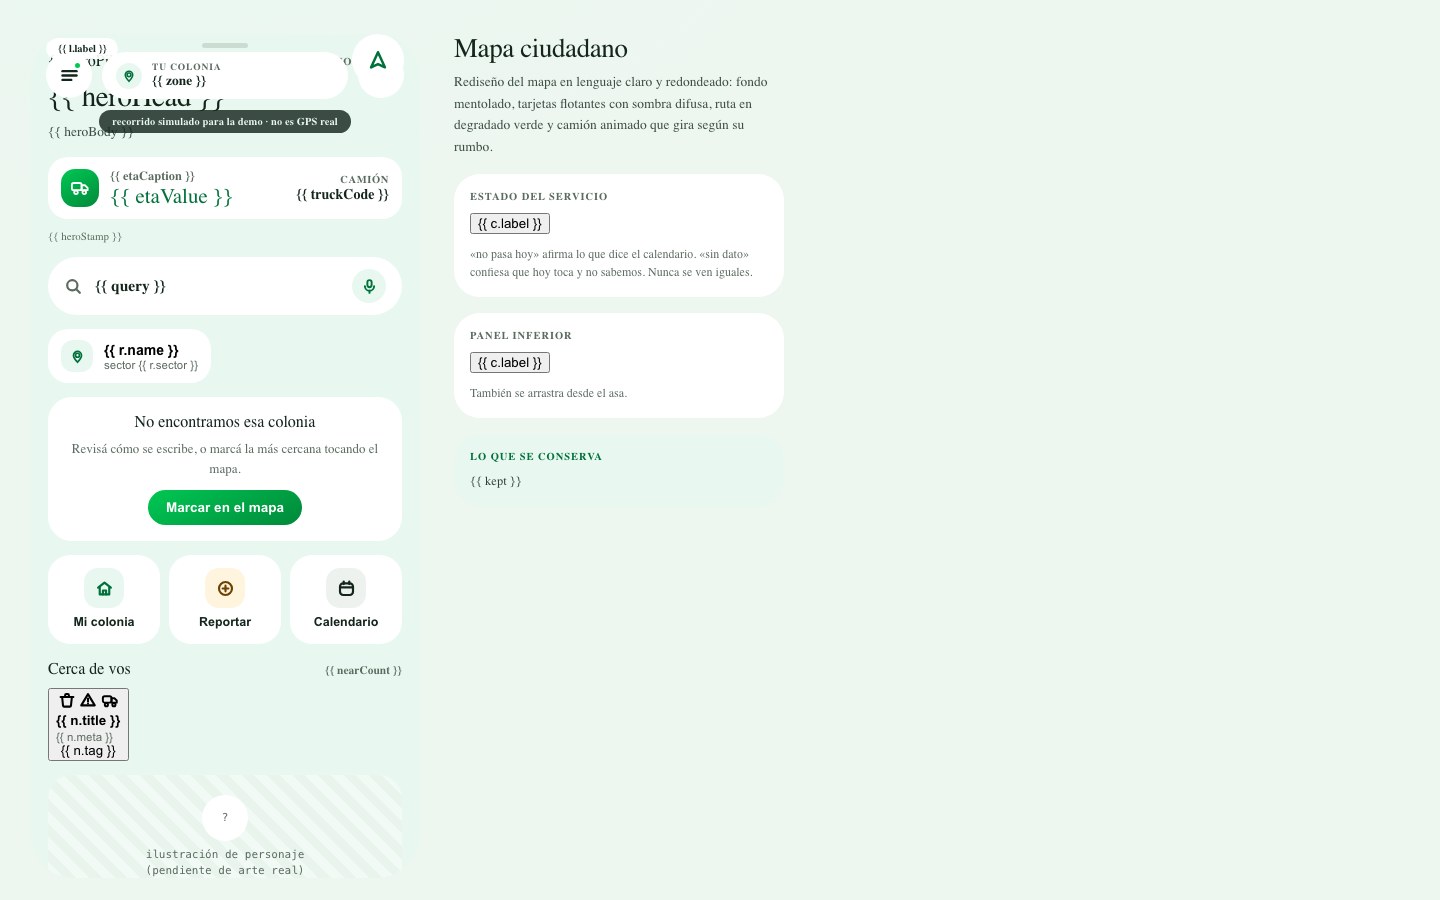 {{ l.label }}
TU COLONIA
{{ zone }}
{{ heroHead }}
recorrido simulado para la demo · no es GPS real
{{ heroBody }}
{{ etaCaption }}
{{ etaValue }}
CAMIÓN
{{ truckCode }}
{{ heroStamp }}
{{ query }}
{{ r.name }}
sector {{ r.sector }}
No encontramos esa colonia
Revisá cómo se escribe, o marcá la más cercana tocando el
mapa.
Marcar en el mapa
Mi colonia
Reportar
Calendario
Cerca de vos
{{ nearCount }}
{{ n.title }}
{{ n.meta }}
{{ n.tag }}
?
ilustración de personaje
(pendiente de arte real)
Mapa ciudadano
Rediseño del mapa en lenguaje claro y redondeado: fondo
mentolado, tarjetas flotantes con sombra difusa, ruta en
degradado verde y camión animado que gira según su
rumbo.
ESTADO DEL SERVICIO
{{ c.label }}
«no pasa hoy» afirma lo que dice el calendario. «sin dato»
confiesa que hoy toca y no sabemos. Nunca se ven iguales.
PANEL INFERIOR
{{ c.label }}
También se arrastra desde el asa.
LO QUE SE CONSERVA
{{ kept }}